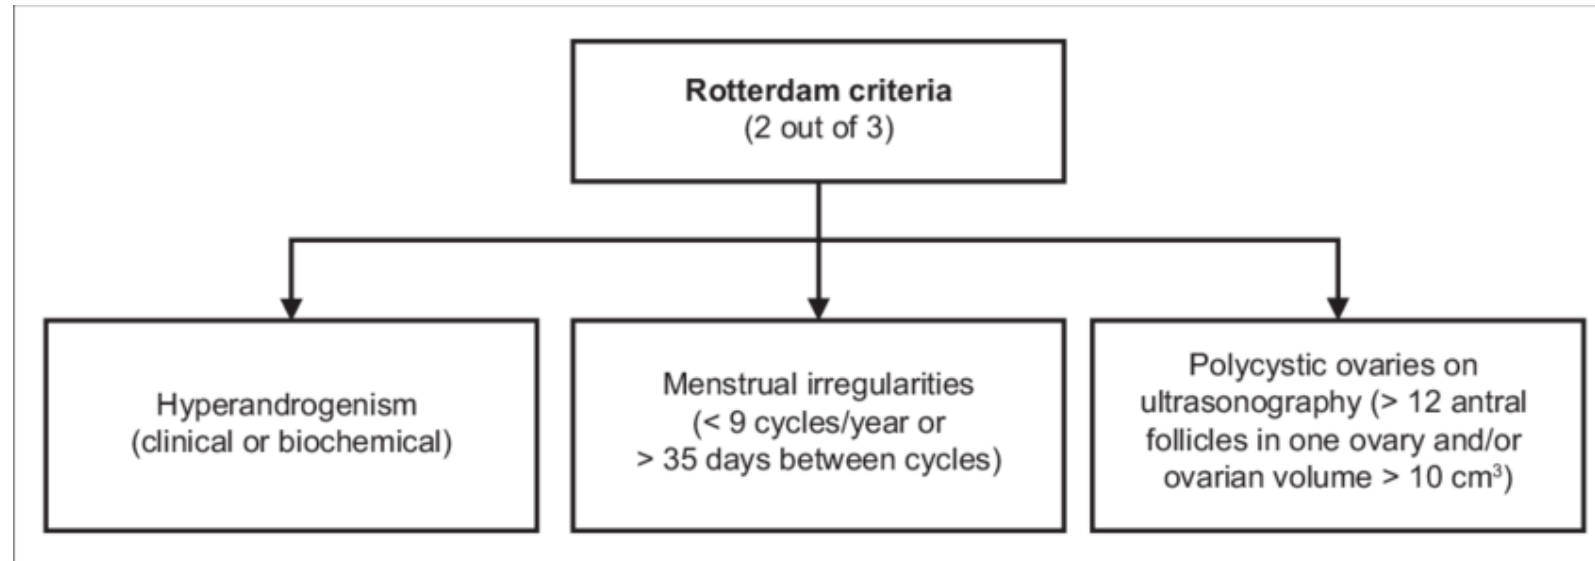 Rotterdam criteria
(2 out of 3)
Hyperandrogenism
(clinical or biochemical)
Menstrual irregularities
(< 9 cycles/year or
> 35 days between cycles)
Polycystic ovaries on
ultrasonography (> 12 antral
follicles in one ovary and/or
ovarian volume > 10 cm³)